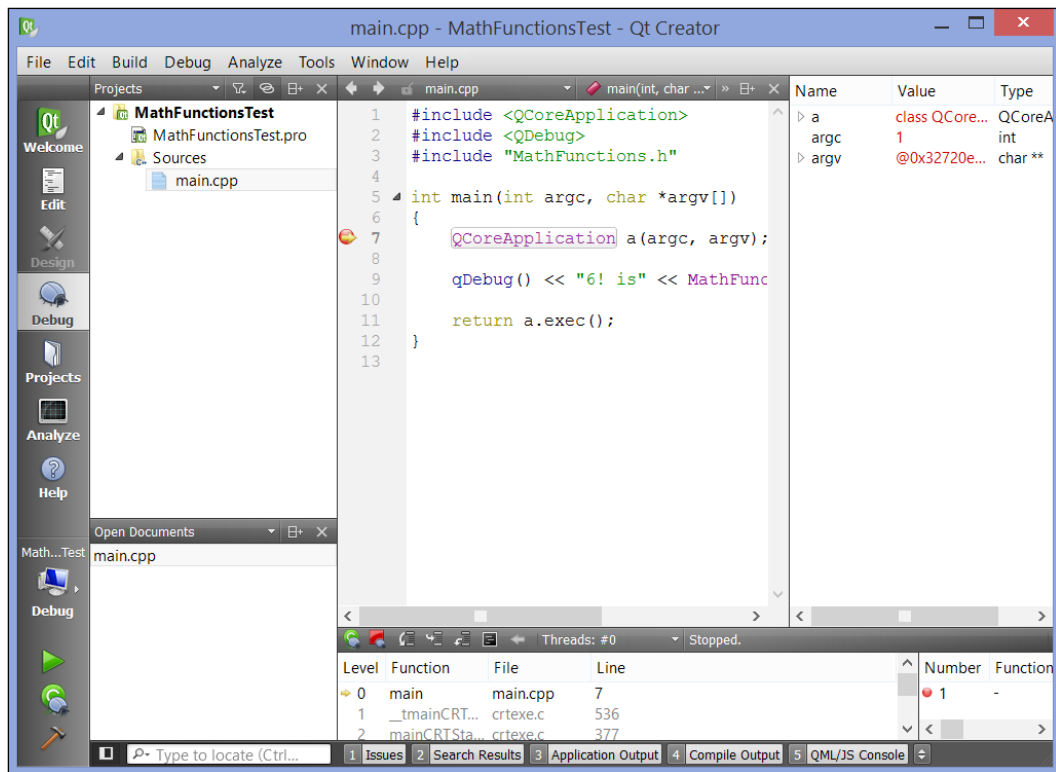 main.cpp - MathFunctionsTest - Qt Creator
File Edit Build Debug Analyze Tools Window Help
Projects
MathFunctionsTest
MathFunctionsTest.pro
Sources
main.cpp
Welcome
Edit
Design
Debug
Projects
Analyze
Help
Math...Test
Debug
Open Documents
main.cpp
main.cpp main(int, char ...
1 #include <QCoreApplication>
2 #include <QDebug>
3 #include "MathFunctions.h"
4
5 int main(int argc, char *argv[])
6 {
7 QCoreApplication a(argc, argv);
8
9 qDebug() << "6! is" << MathFunc
10
11 return a.exec();
12 }
13
Name Value Type
a class QCore... QCoreA
argc 1 int
argv @0x32720e... char **
Threads: #0 Stopped.
Level Function File Line
0 main main.cpp 7
1 __tmainCRT... crtexe.c 536
2 mainCRTSta... crtexe.c 377
Number Function
1 -
Type to locate (Ctrl...
1 Issues 2 Search Results 3 Application Output 4 Compile Output 5 QML/JS Console